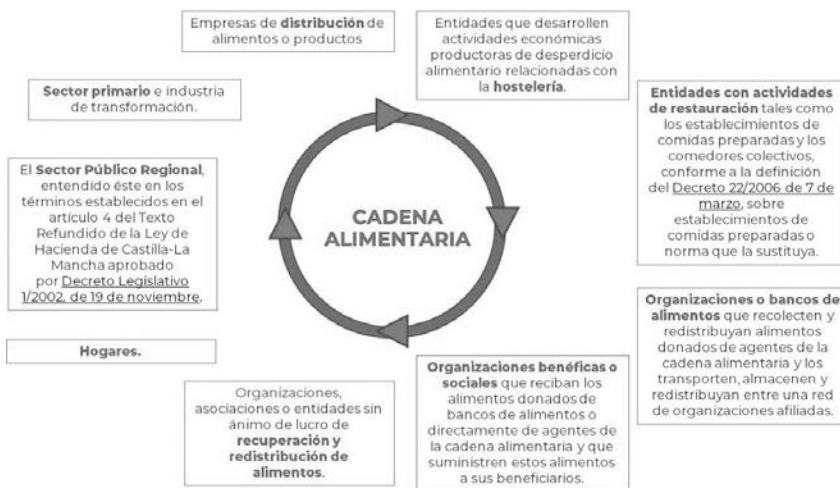 Empresas de distribución de
alimentos o productos
Entidades que desarrollen
actividades económicas
productoras de desperdicio
alimentario relacionadas con
la hostelería.
Entidades con actividades
de restauración tales como
los establecimientos de
comidas preparadas y los
comedores colectivos,
conforme a la definición
del Decreto 22/2006 de 7 de
marzo, sobre
establecimientos de
comidas preparadas o
norma que la sustituya.
Organizaciones o bancos de
alimentos que recolecten y
redistribuyan alimentos
donados de agentes de la
cadena alimentaria y los
transporten, almacenen y
redistribuyan entre una red
de organizaciones afiliadas.
Organizaciones benéficas o
sociales que reciban los
alimentos donados de
bancos de alimentos o
directamente de agentes de
la cadena alimentaria y que
suministren estos alimentos
a sus beneficiarios.
Organizaciones,
asociaciones o entidades sin
ánimo de lucro de
recuperación y
redistribución de
alimentos.
Hogares.
El Sector Público Regional,
entendido éste en los
términos establecidos en el
artículo 4 del Texto
Refundido de la Ley de
Hacienda de Castilla-La
Mancha aprobado
por Decreto Legislativo
1/2002, de 19 de noviembre.
Sector primario e industria
de transformación.
CADENA
ALIMENTARIA